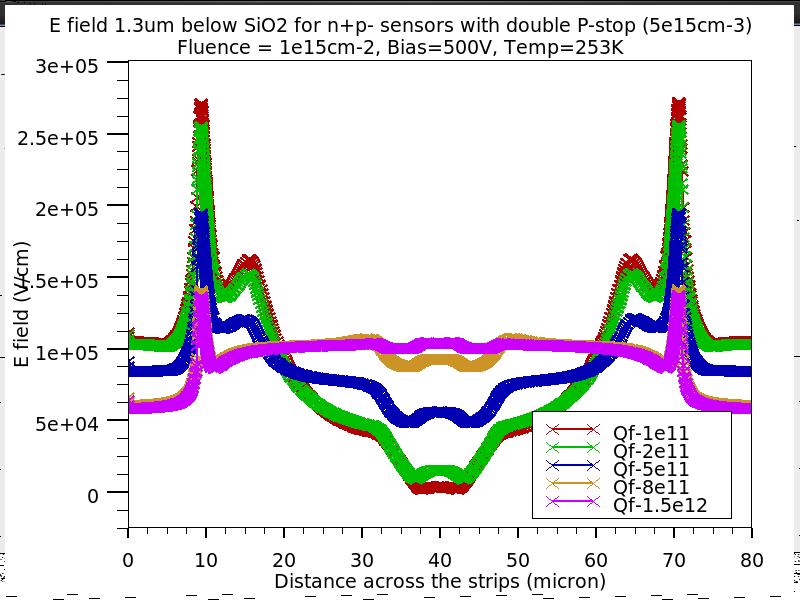 E field 1.3um below SiO2 for n+p- sensors with double P-stop (5e15cm-3)
Fluence = 1e15cm-2, Bias=500V, Temp=253K
3e+05
2.5e+05
2e+05
1.5e+05
1e+05
5e+04
0
E field (V/cm)
Qf-1e11
Qf-2e11
Qf-5e11
Qf-8e11
Qf-1.5e12
0 10 20 30 40 50 60 70 80
Distance across the strips (micron)